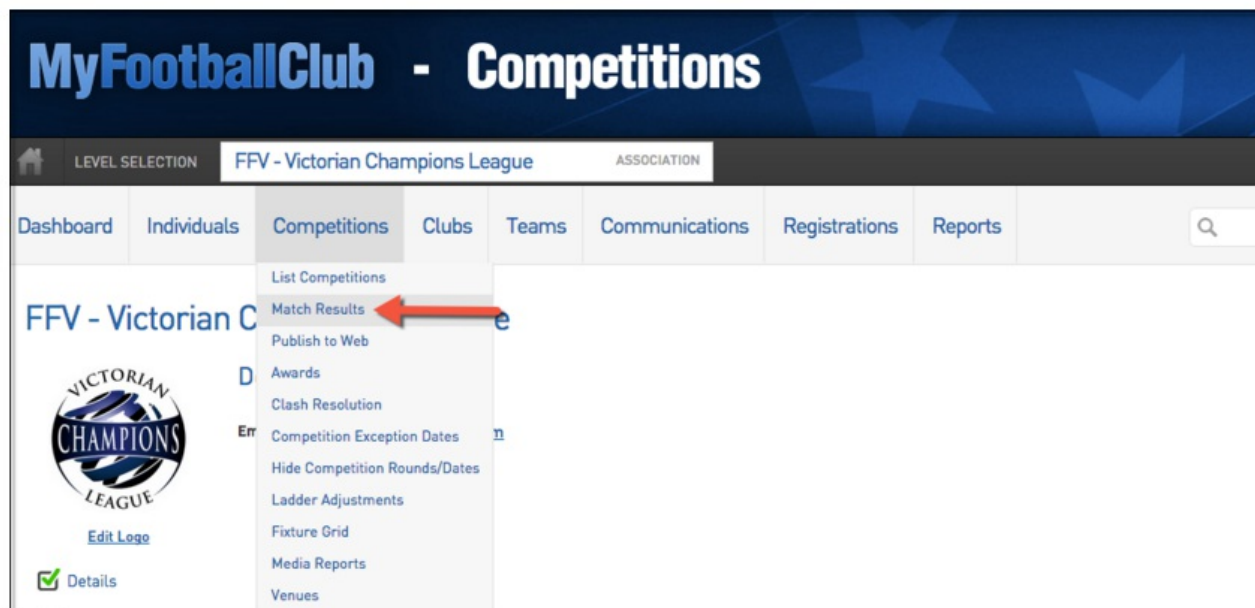 MyFootballClub - Competitions
LEVEL SELECTION FFV - Victorian Champions League ASSOCIATION
Dashboard Individuals Competitions Clubs Teams Communications Registrations Reports
List Competitions
Match Results
FFV - Victorian C e
Publish to Web
D Awards
VICTORIAN
CHAMPIONS
LEAGUE
Clash Resolution
Em Competition Exception Dates m
Hide Competition Rounds/Dates
Ladder Adjustments
Edit Logo Fixture Grid
Media Reports
Details
Venues